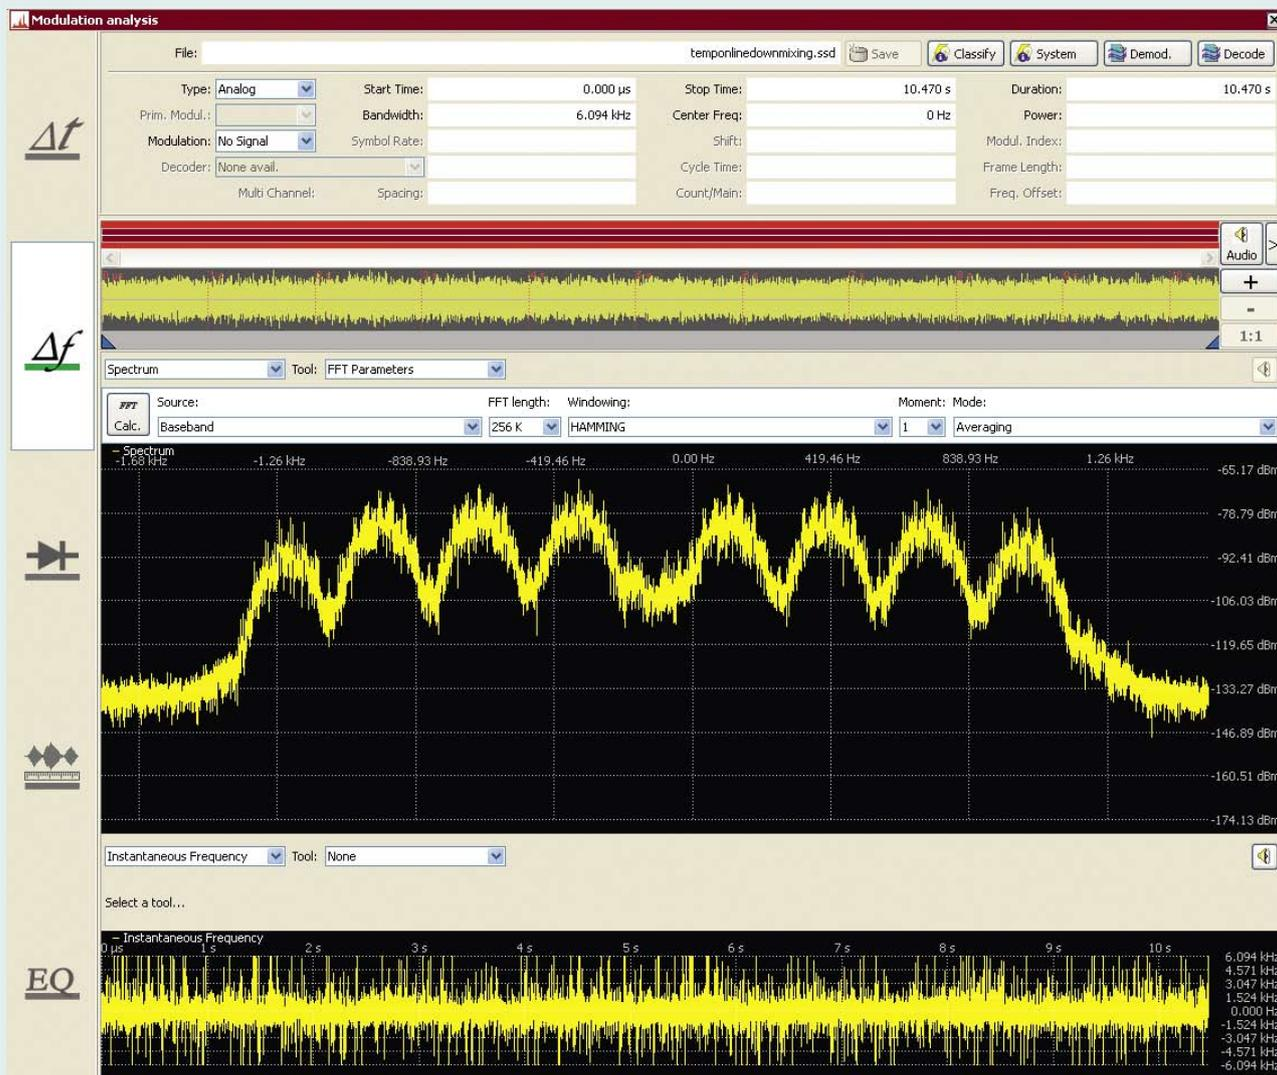 Modulation analysis
File: temponlinedownmixing.ssd Save Classify System Demod. Decode
Type: Analog Start Time: 0.000 µs Stop Time: 10.470 s Duration: 10.470 s
Prim. Modul.: Bandwidth: 6.094 kHz Center Freq: 0 Hz Power:
Modulation: No Signal Symbol Rate: Shift: Modul. Index:
Decoder: None avail. Cycle Time: Frame Length:
Multi Channel: Spacing: Count/Main: Freq. Offset:
Δt
Audio
+
-
1:1
Δf
Spectrum Tool: FFT Parameters
FFT Calc. Source: FFT length: Windowing: Moment: Mode:
Baseband 256 K HAMMING 1 Averaging
Spectrum
-1.68 kHz -1.26 kHz -838.93 Hz -419.46 Hz 0.00 Hz 419.46 Hz 838.93 Hz 1.26 kHz
-65.17 dBm
-78.79 dBm
-92.41 dBm
-106.03 dBm
-119.65 dBm
-133.27 dBm
-146.89 dBm
-160.51 dBm
-174.13 dBm
Instantaneous Frequency Tool: None
Select a tool...
Instantaneous Frequency
0 µs 1 s 2 s 3 s 4 s 5 s 6 s 7 s 8 s 9 s 10 s
6.094 kHz
4.571 kHz
3.047 kHz
1.524 kHz
0.000 Hz
-1.524 kHz
-3.047 kHz
-4.571 kHz
-6.094 kHz
EQ